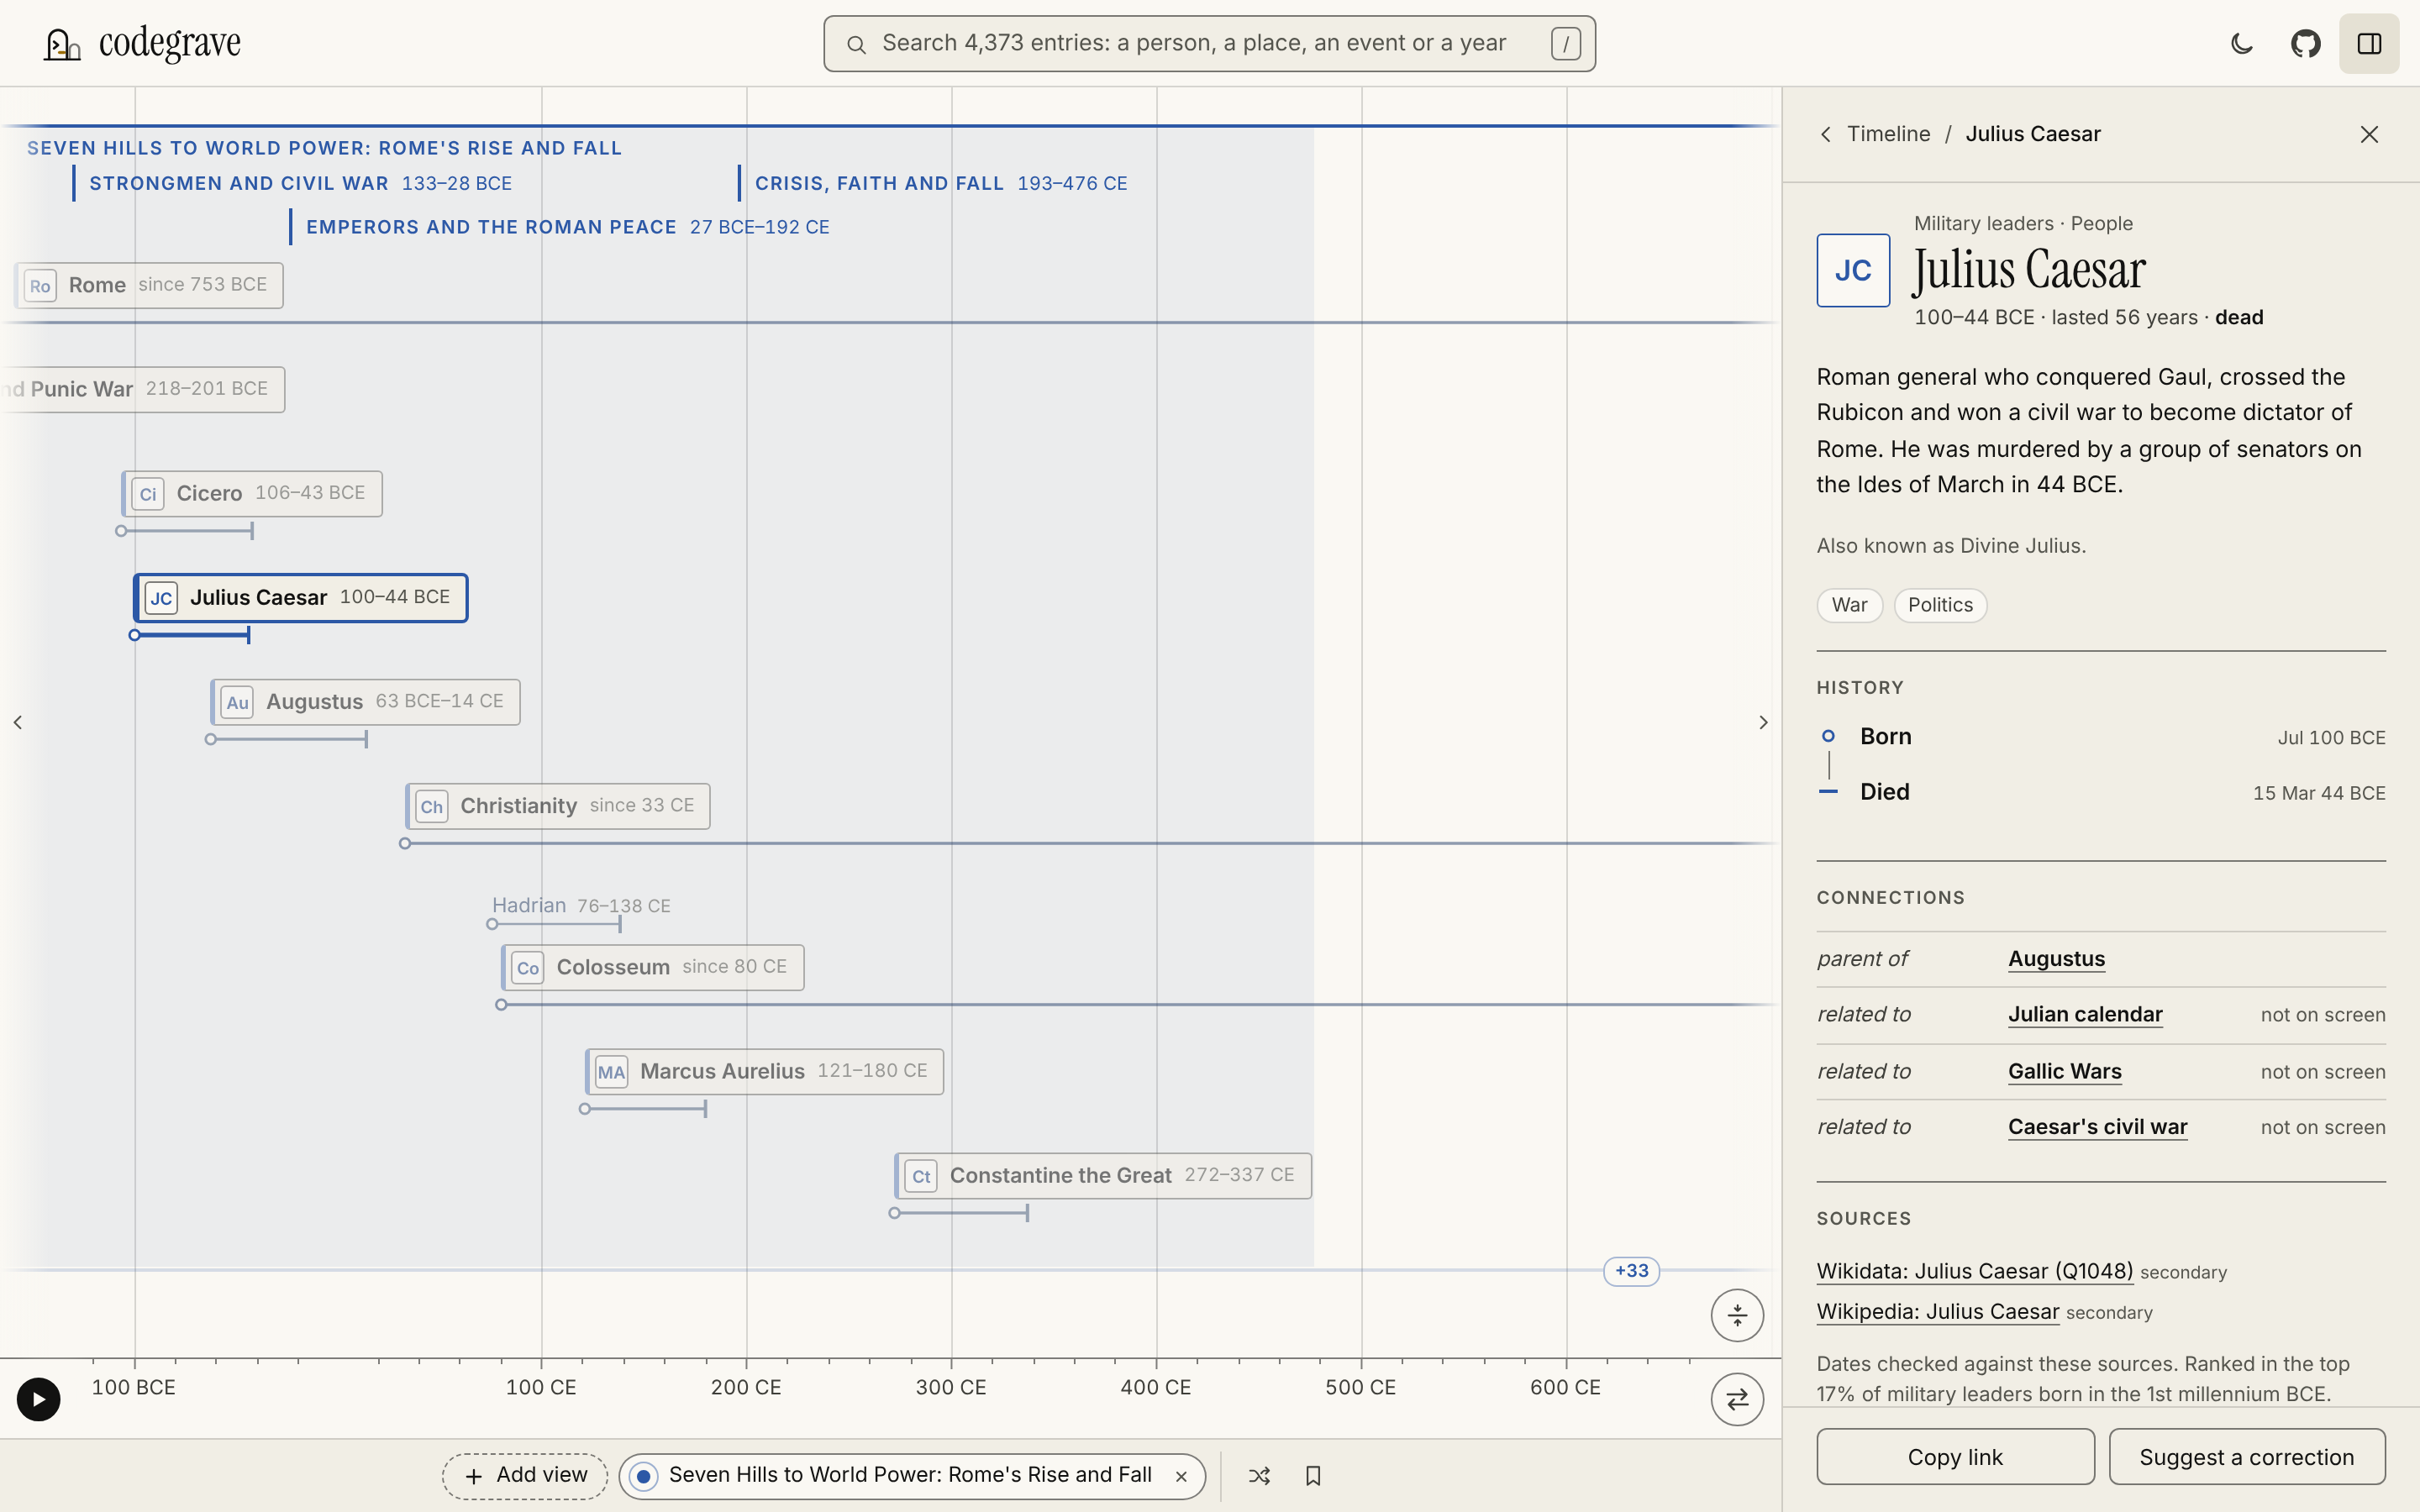 codegrave
Search 4,373 entries: a person, a place, an event or a year /
SEVEN HILLS TO WORLD POWER: ROME'S RISE AND FALL
STRONGMEN AND CIVIL WAR 133–28 BCE
CRISIS, FAITH AND FALL 193–476 CE
EMPERORS AND THE ROMAN PEACE 27 BCE–192 CE
Ro Rome since 753 BCE
nd Punic War 218–201 BCE
Ci Cicero 106–43 BCE
JC Julius Caesar 100–44 BCE
Au Augustus 63 BCE–14 CE
Ch Christianity since 33 CE
Hadrian 76–138 CE
Co Colosseum since 80 CE
MA Marcus Aurelius 121–180 CE
Ct Constantine the Great 272–337 CE
+33
100 BCE 100 CE 200 CE 300 CE 400 CE 500 CE 600 CE
Add view
Seven Hills to World Power: Rome's Rise and Fall
Timeline / Julius Caesar
JC
Military leaders · People
Julius Caesar
100–44 BCE · lasted 56 years · dead
Roman general who conquered Gaul, crossed the
Rubicon and won a civil war to become dictator of
Rome. He was murdered by a group of senators on
the Ides of March in 44 BCE.
Also known as Divine Julius.
War Politics
HISTORY
Born Jul 100 BCE
Died 15 Mar 44 BCE
CONNECTIONS
parent of Augustus
related to Julian calendar not on screen
related to Gallic Wars not on screen
related to Caesar's civil war not on screen
SOURCES
Wikidata: Julius Caesar (Q1048) secondary
Wikipedia: Julius Caesar secondary
Dates checked against these sources. Ranked in the top
17% of military leaders born in the 1st millennium BCE.
Copy link
Suggest a correction